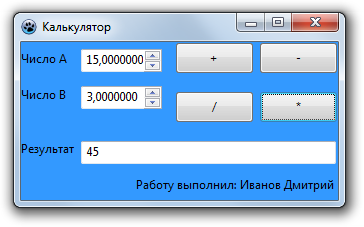 Калькулятор
Число А 15,0000000 + -
Число В 3,0000000 / *
Результат 45
Работу выполнил: Иванов Дмитрий